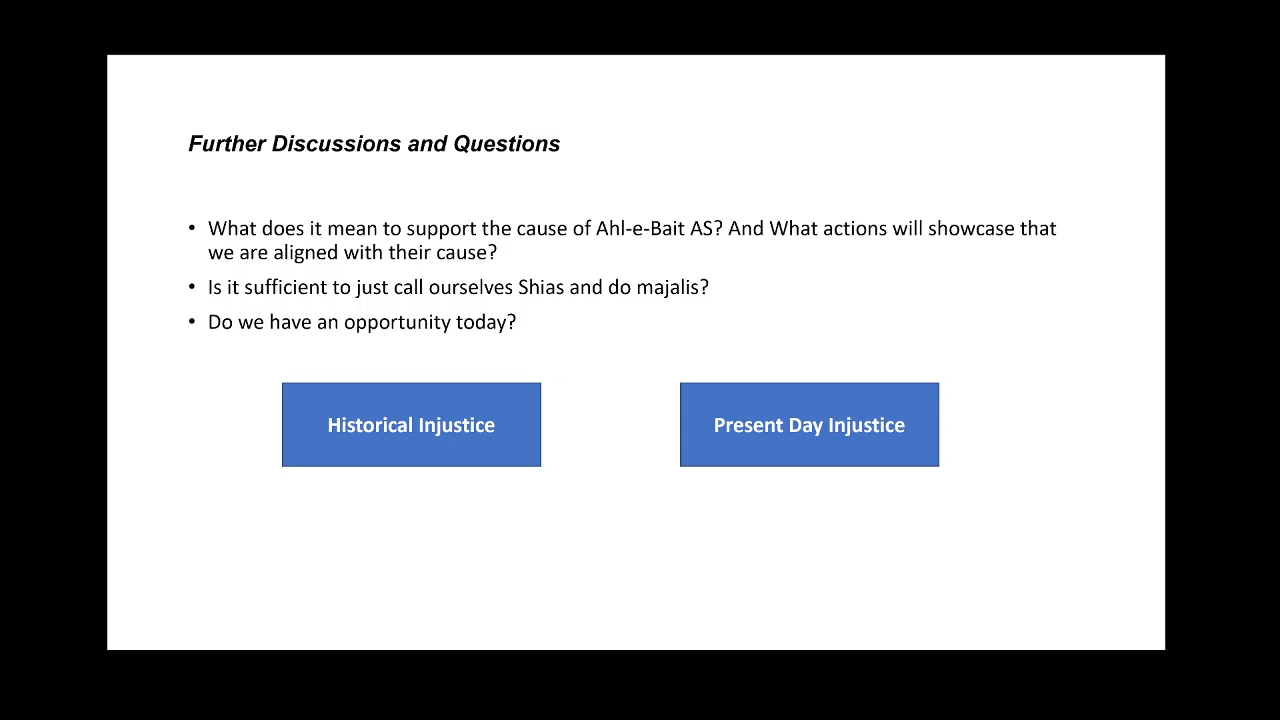 Further Discussions and Questions
• What does it mean to support the cause of Ahl-e-Bait AS? And What actions will showcase that
we are aligned with their cause?
• Is it sufficient to just call ourselves Shias and do majalis?
• Do we have an opportunity today?
Historical Injustice
Present Day Injustice